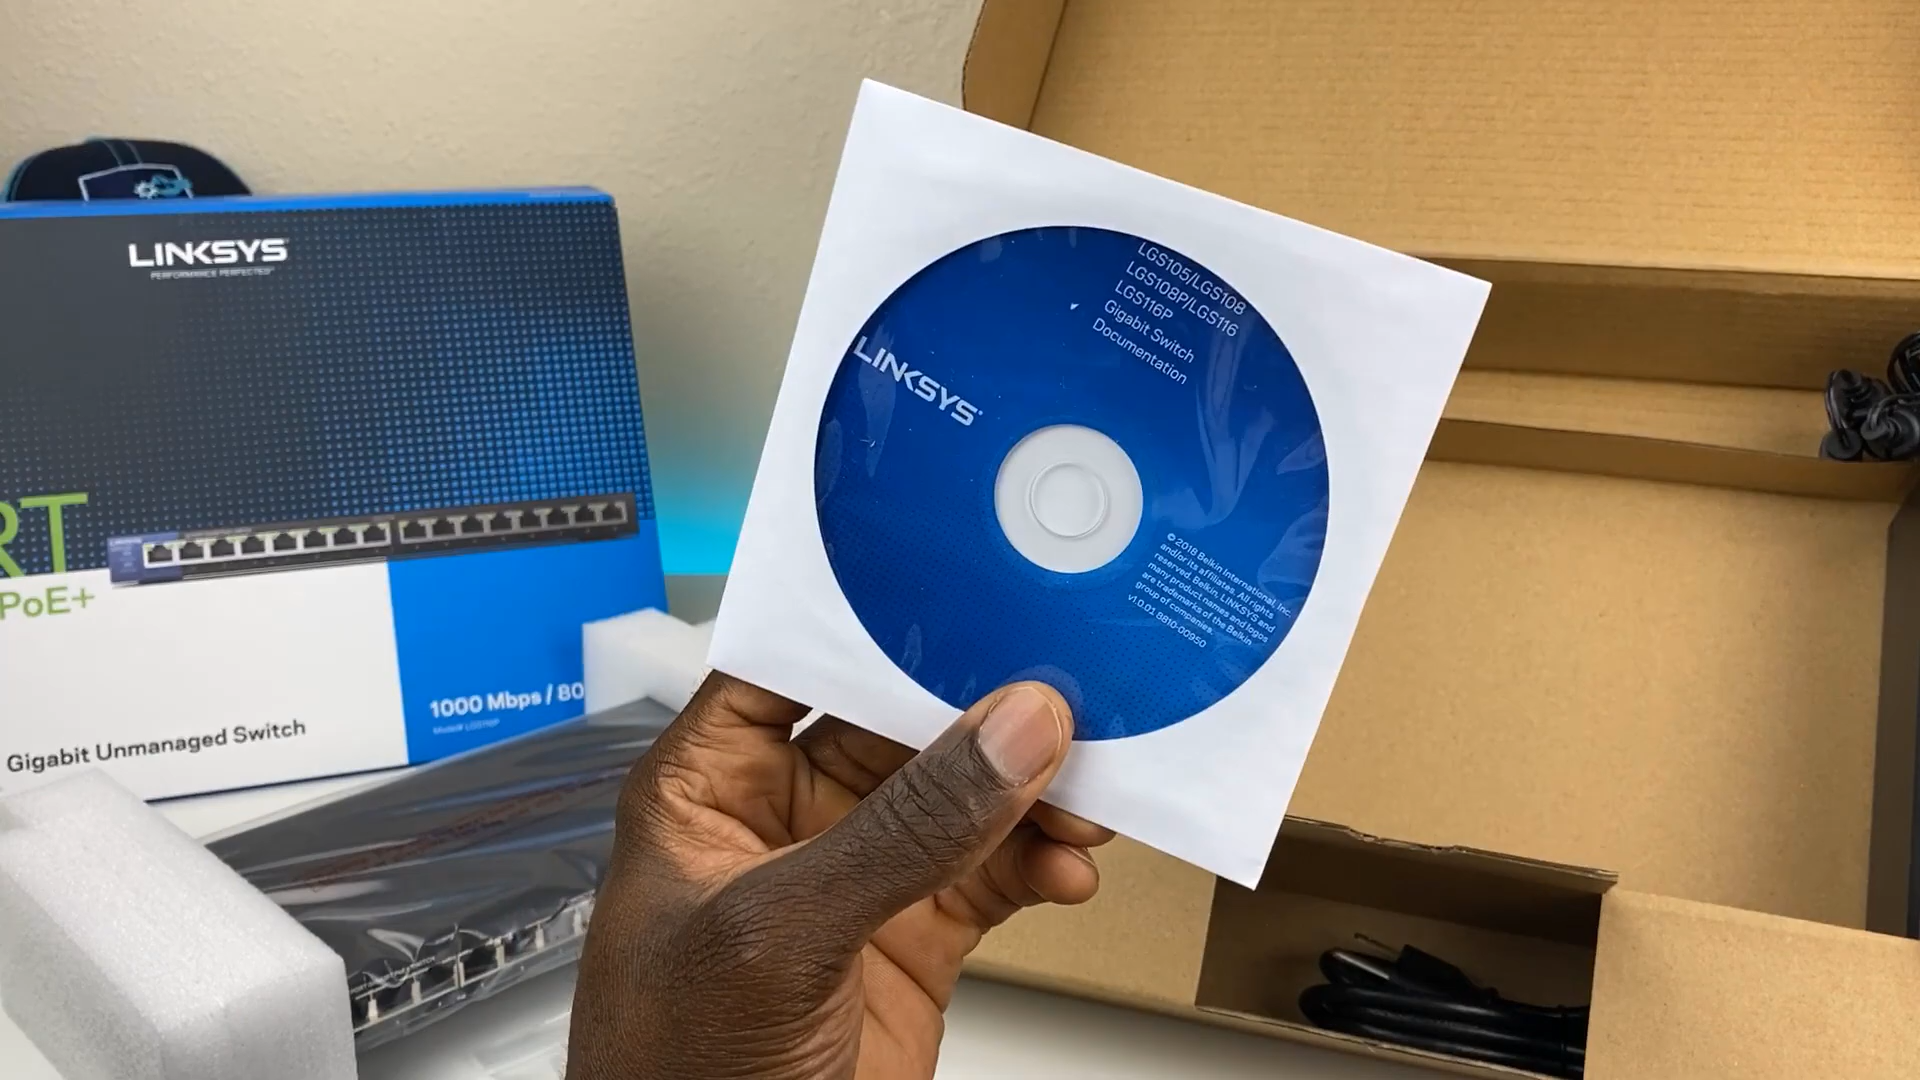 LINKSYS
PERFORMANCE PERFECTED
RT
PoE+
1000 Mbps / 80
Gigabit Unmanaged Switch
LGS105/LGS108
LGS108P/LGS116
LGS116P
Gigabit Switch
Documentation
LINKSYS
© 2018 Belkin International, Inc.
and/or its affiliates. All rights
reserved. Belkin, LINKSYS and
many product names and logos
are trademarks of the Belkin
group of companies.
v1.0.01 8810-00950